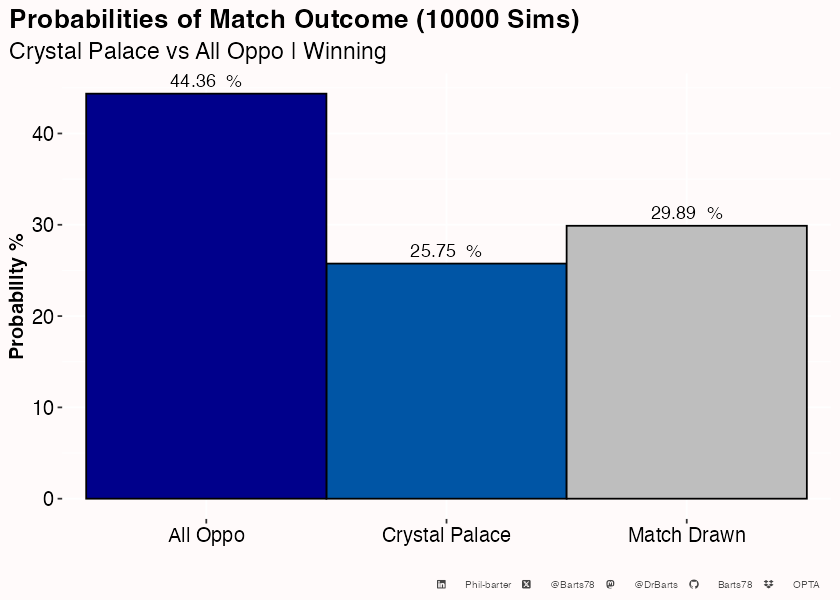 Probabilities of Match Outcome (10000 Sims)
Crystal Palace vs All Oppo | Winning
44.36 %
40
30
29.89 %
25.75 %
Probability %
20
10
0
All Oppo Crystal Palace Match Drawn
Phil-barter @Barts78 @DrBarts Barts78 OPTA